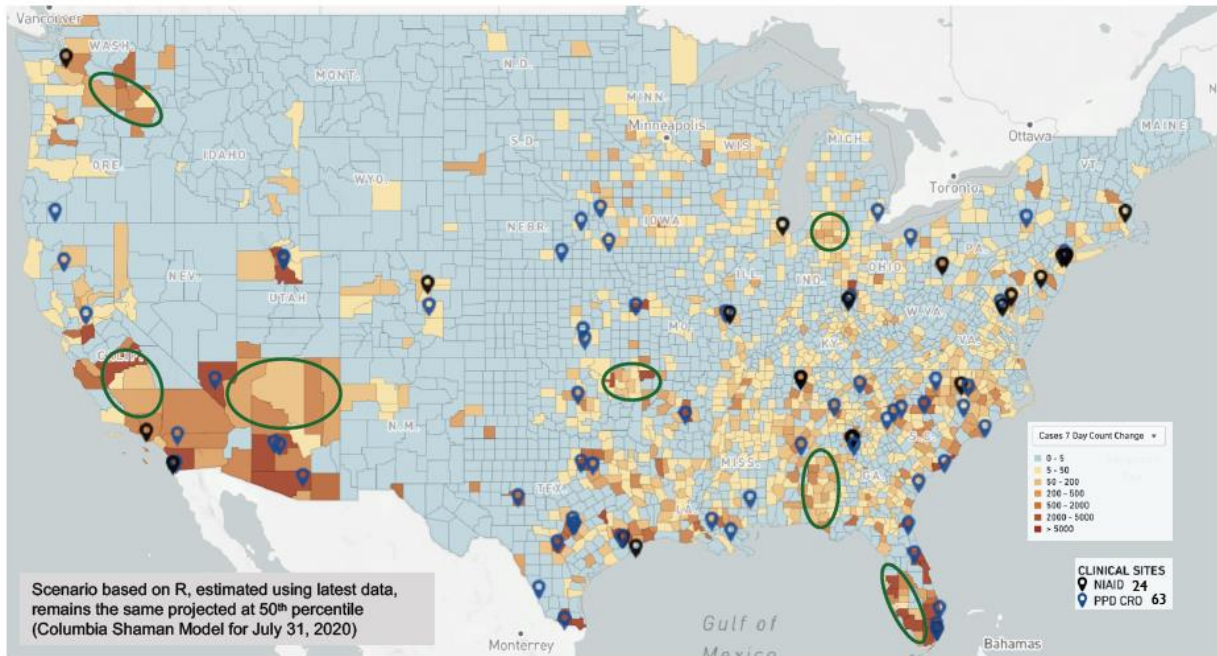 Vancouver
WASH.
MONT.
N.D.
MINN.
Minneapolis
WIS.
MICH.
Ottawa
MAINE
VT.
Toronto
ORE.
IDAHO
S.D.
WYO.
NEBR.
IOWA
NEV.
UTAH
ILL.
IND.
OHIO
PA.
W.VA.
VA.
MO.
KY.
CALIF.
N.M.
TEX.
MISS.
LA.
GA.
S.C.
Cases 7 Day Count Change
0 - 5
5 - 50
50 - 200
200 - 500
500 - 2000
2000 - 5000
> 5000
CLINICAL SITES
NIAID 24
PPD CRO 63
Scenario based on R, estimated using latest data,
remains the same projected at 50th percentile
(Columbia Shaman Model for July 31, 2020)
Monterrey
Gulf of
Mexico
Bahamas